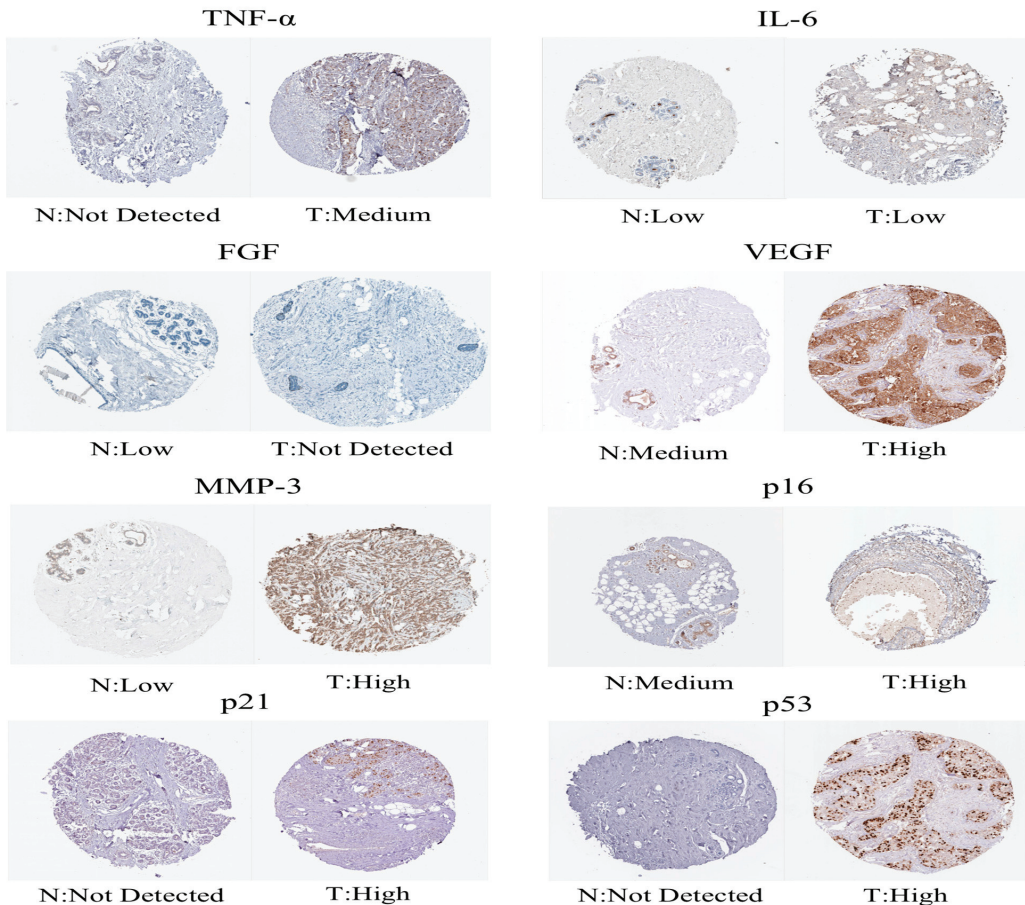 TNF-α
IL-6
N:Not Detected
T:Medium
N:Low
T:Low
FGF
VEGF
N:Low
T:Not Detected
N:Medium
T:High
MMP-3
p16
N:Low
T:High
N:Medium
T:High
p21
p53
N:Not Detected
T:High
N:Not Detected
T:High